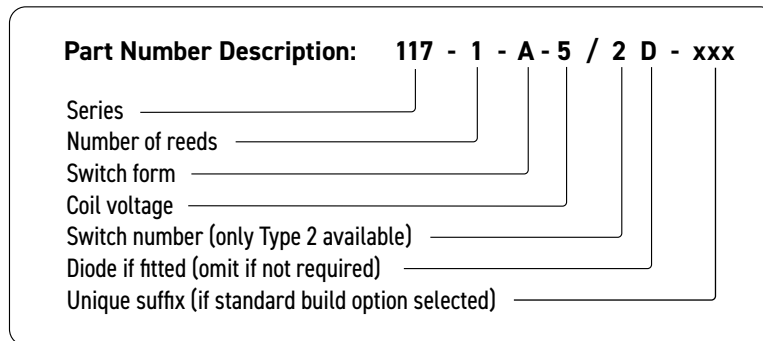 Part Number Description: 117 - 1 - A - 5 / 2 D - xxx
Series
Number of reeds
Switch form
Coil voltage
Switch number (only Type 2 available)
Diode if fitted (omit if not required)
Unique suffix (if standard build option selected)